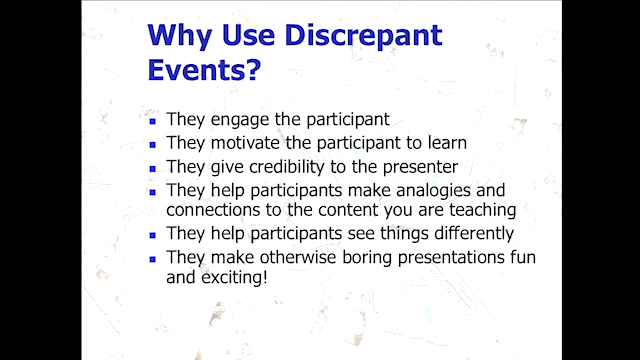 Why Use Discrepant
Events?
They engage the participant
They motivate the participant to learn
They give credibility to the presenter
They help participants make analogies and
connections to the content you are teaching
They help participants see things differently
They make otherwise boring presentations fun
and exciting!